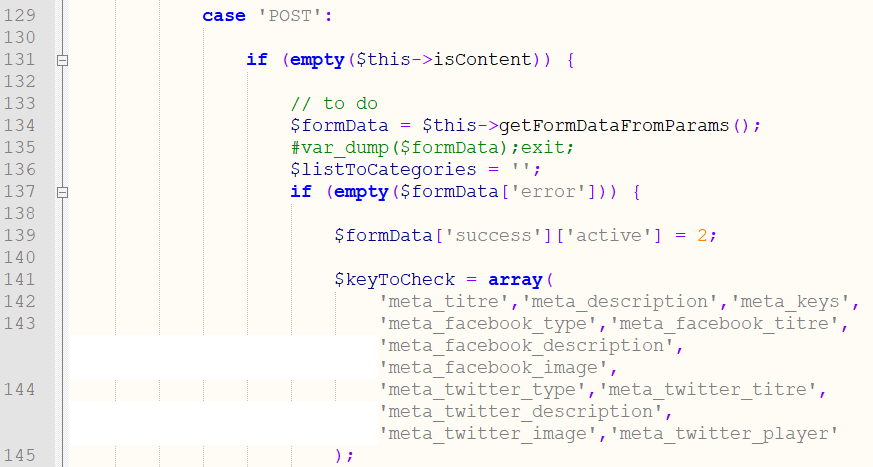 129 case 'POST':
130
131 if (empty($this->isContent)) {
132
133 // to do
134 $formData = $this->getFormDataFromParams();
135 #var_dump($formData);exit;
136 $listToCategories = '';
137 if (empty($formData['error'])) {
138
139 $formData['success']['active'] = 2;
140
141 $keyToCheck = array(
142 'meta_titre','meta_description','meta_keys',
143 'meta_facebook_type','meta_facebook_titre',
'meta_facebook_description',
'meta_facebook_image',
144 'meta_twitter_type','meta_twitter_titre',
'meta_twitter_description',
'meta_twitter_image','meta_twitter_player'
145 );